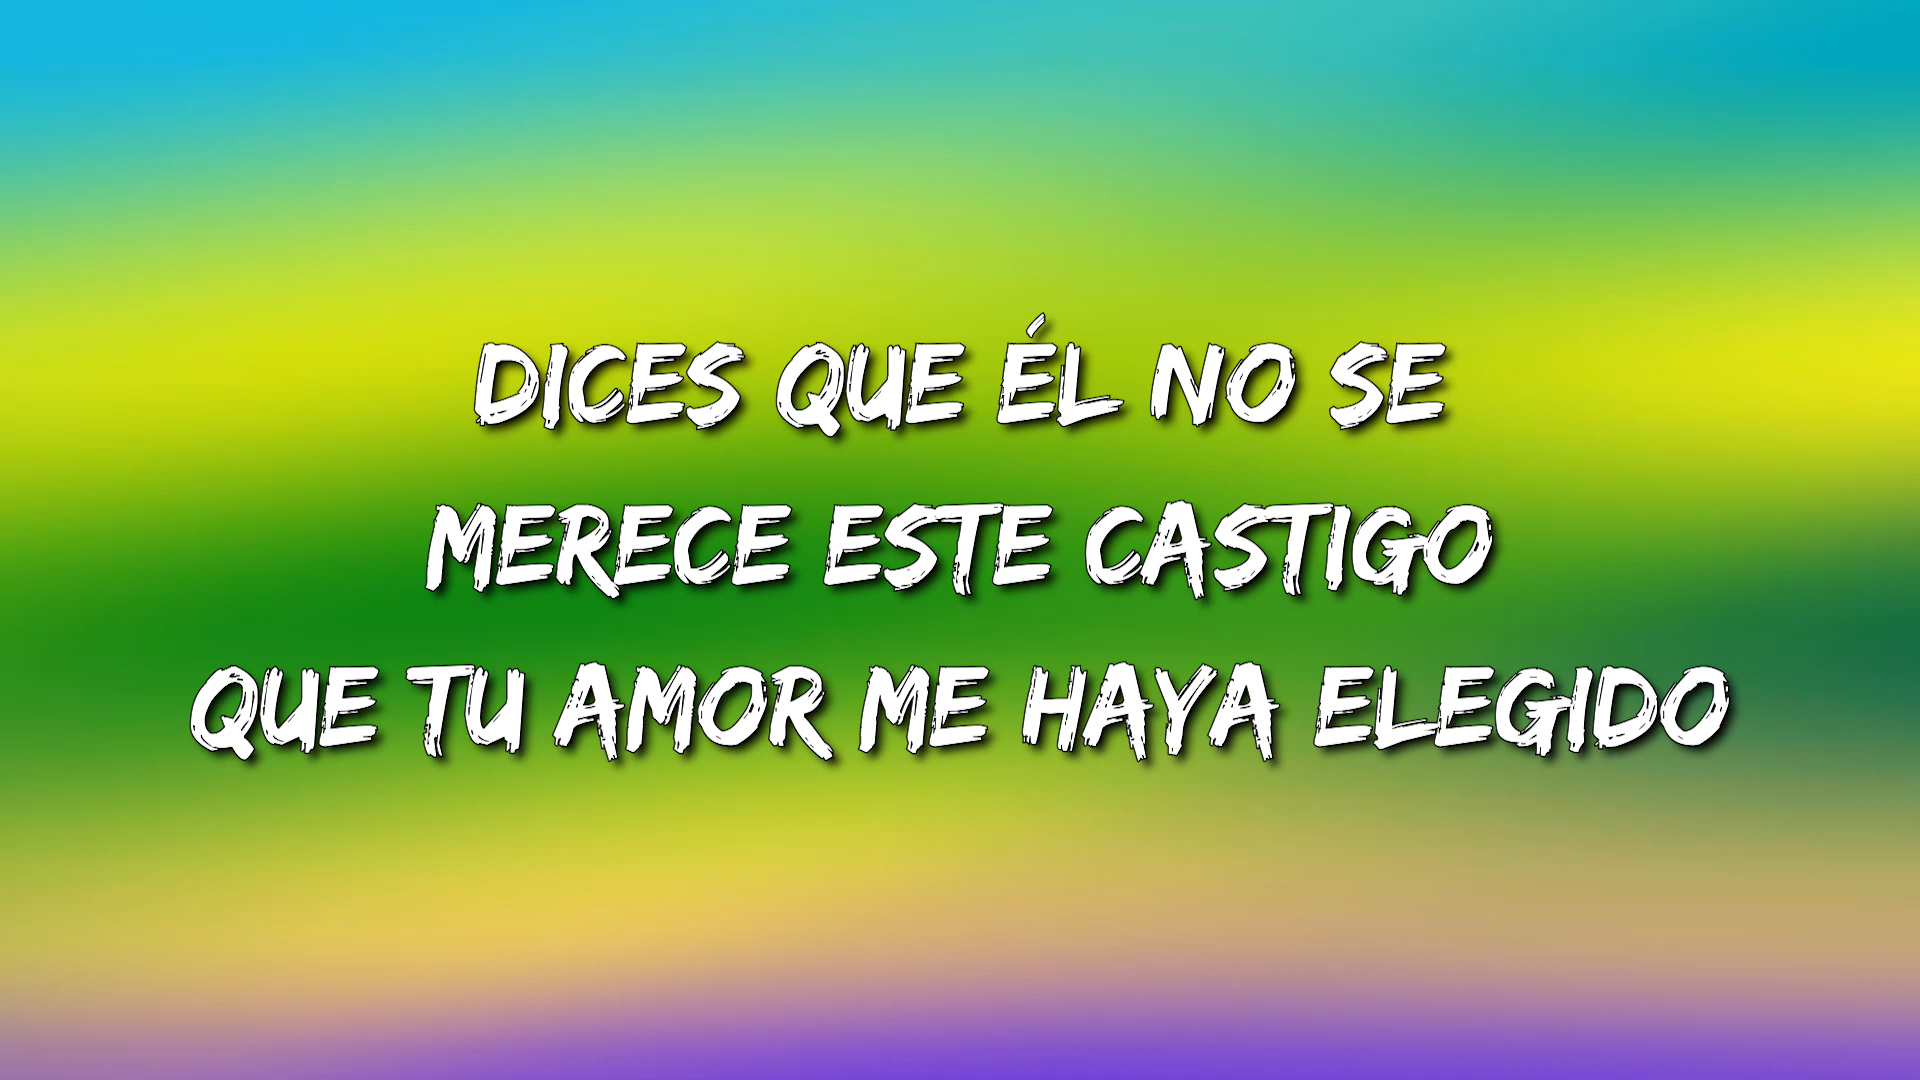 DICES QUE ÉL NO SE
MERECE ESTE CASTIGO
QUE TU AMOR ME HAYA ELEGIDO